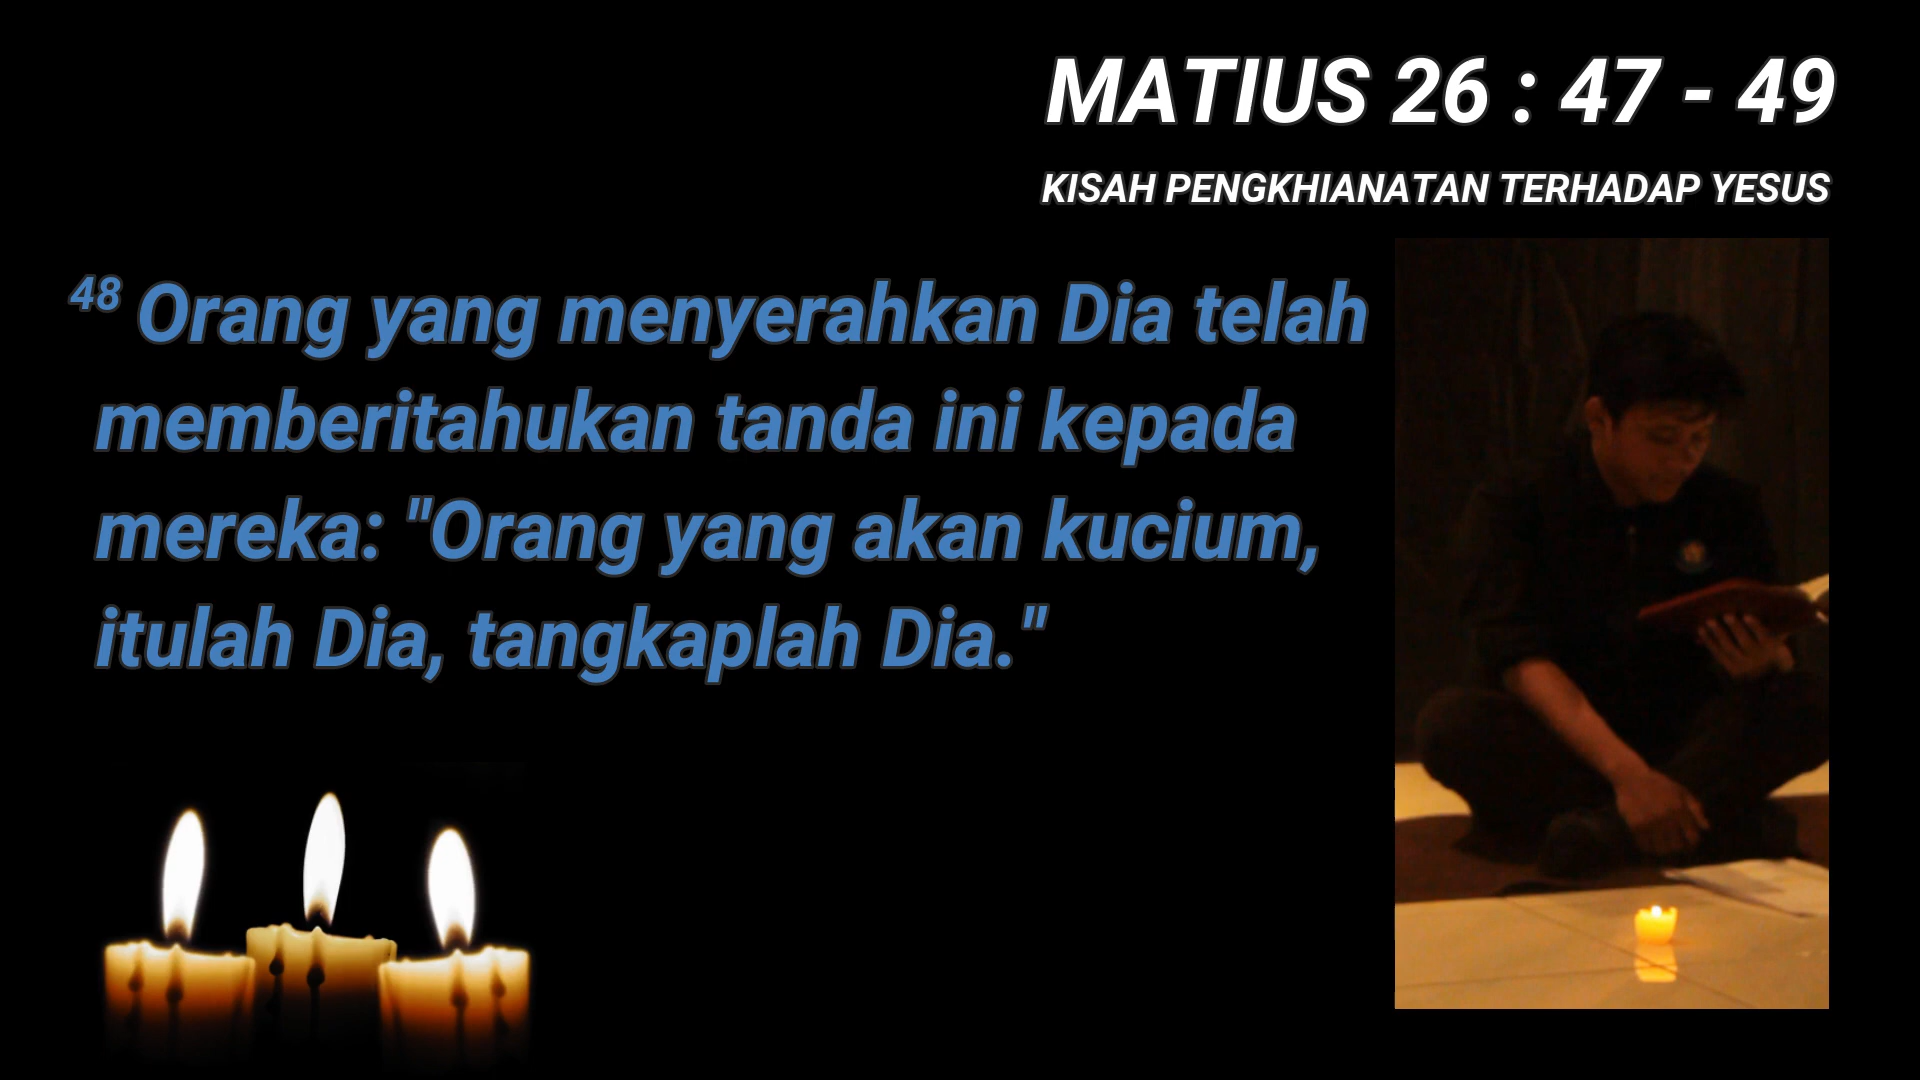 MATIUS 26 : 47 - 49
KISAH PENGKHIANATAN TERHADAP YESUS
48 Orang yang menyerahkan Dia telah
memberitahukan tanda ini kepada
mereka: "Orang yang akan kucium,
itulah Dia, tangkaplah Dia."